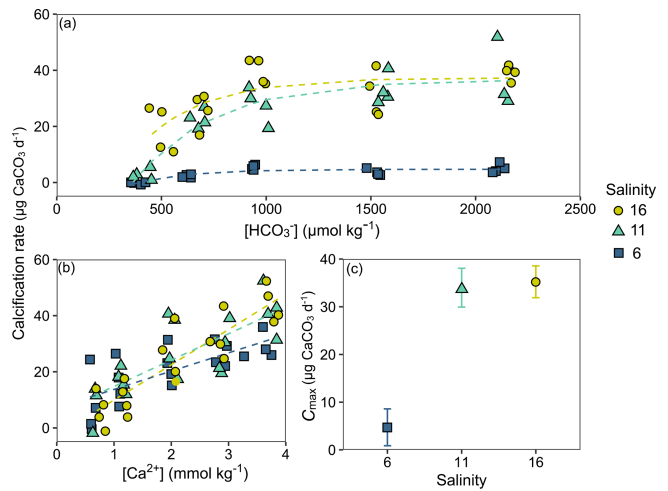 (a)
60
40
20
0
0 500 1000 1500 2000 2500
[HCO₃⁻] (μmol kg⁻¹)
Calcification rate (μg CaCO₃ d⁻¹)
Salinity
16
11
6
(b)
60
40
20
0
0 1 2 3 4
[Ca²⁺] (mmol kg⁻¹)
(c)
40
30
20
10
0
6 11 16
Salinity
Cmax (μg CaCO₃ d⁻¹)